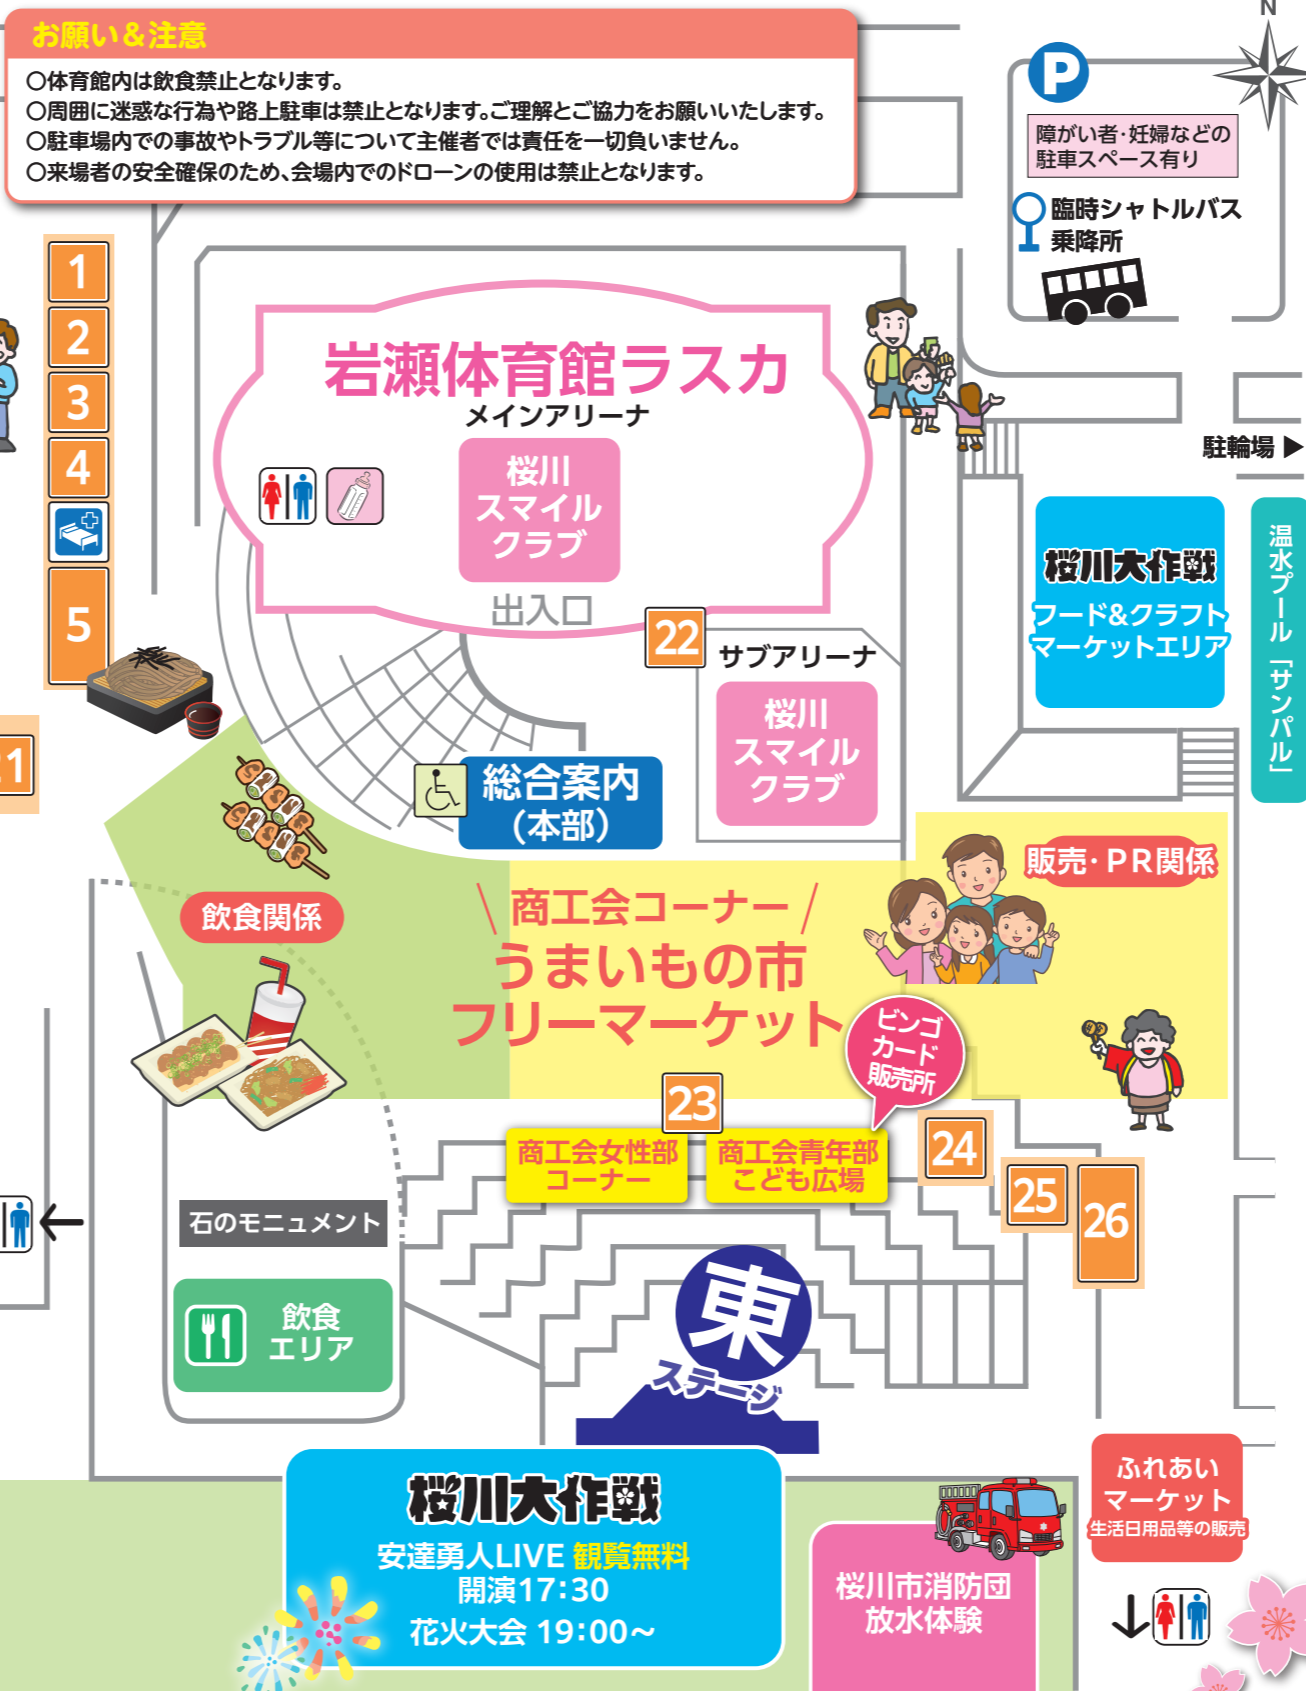 お願い＆注意
○体育館内は飲食禁止となります。
○周囲に迷惑な行為や路上駐車は禁止となります。ご理解とご協力をお願いいたします。
○駐車場内での事故やトラブル等について主催者では責任を一切負いません。
○来場者の安全確保のため、会場内でのドローンの使用は禁止となります。
N
P
障がい者・妊婦などの
駐車スペース有り
臨時シャトルバス
乗降所
1
2
3
4
5
岩瀬体育館ラスカ
メインアリーナ
桜川
スマイル
クラブ
出入口
駐輪場 ▶
桜川大作戦
フード&クラフト
マーケットエリア
温水プール「サンパル」
22
サブアリーナ
桜川
スマイル
クラブ
21
総合案内
（本部）
販売・PR関係
飲食関係
\ 商工会コーナー /
うまいもの市
フリーマーケット
ビンゴ
カード
販売所
23
商工会女性部
コーナー
商工会青年部
こども広場
24
25
26
石のモニュメント
飲食
エリア
東
ステージ
桜川大作戦
安達勇人LIVE 観覧無料
開演17：30
花火大会 19：00～
桜川市消防団
放水体験
ふれあい
マーケット
生活日用品等の販売